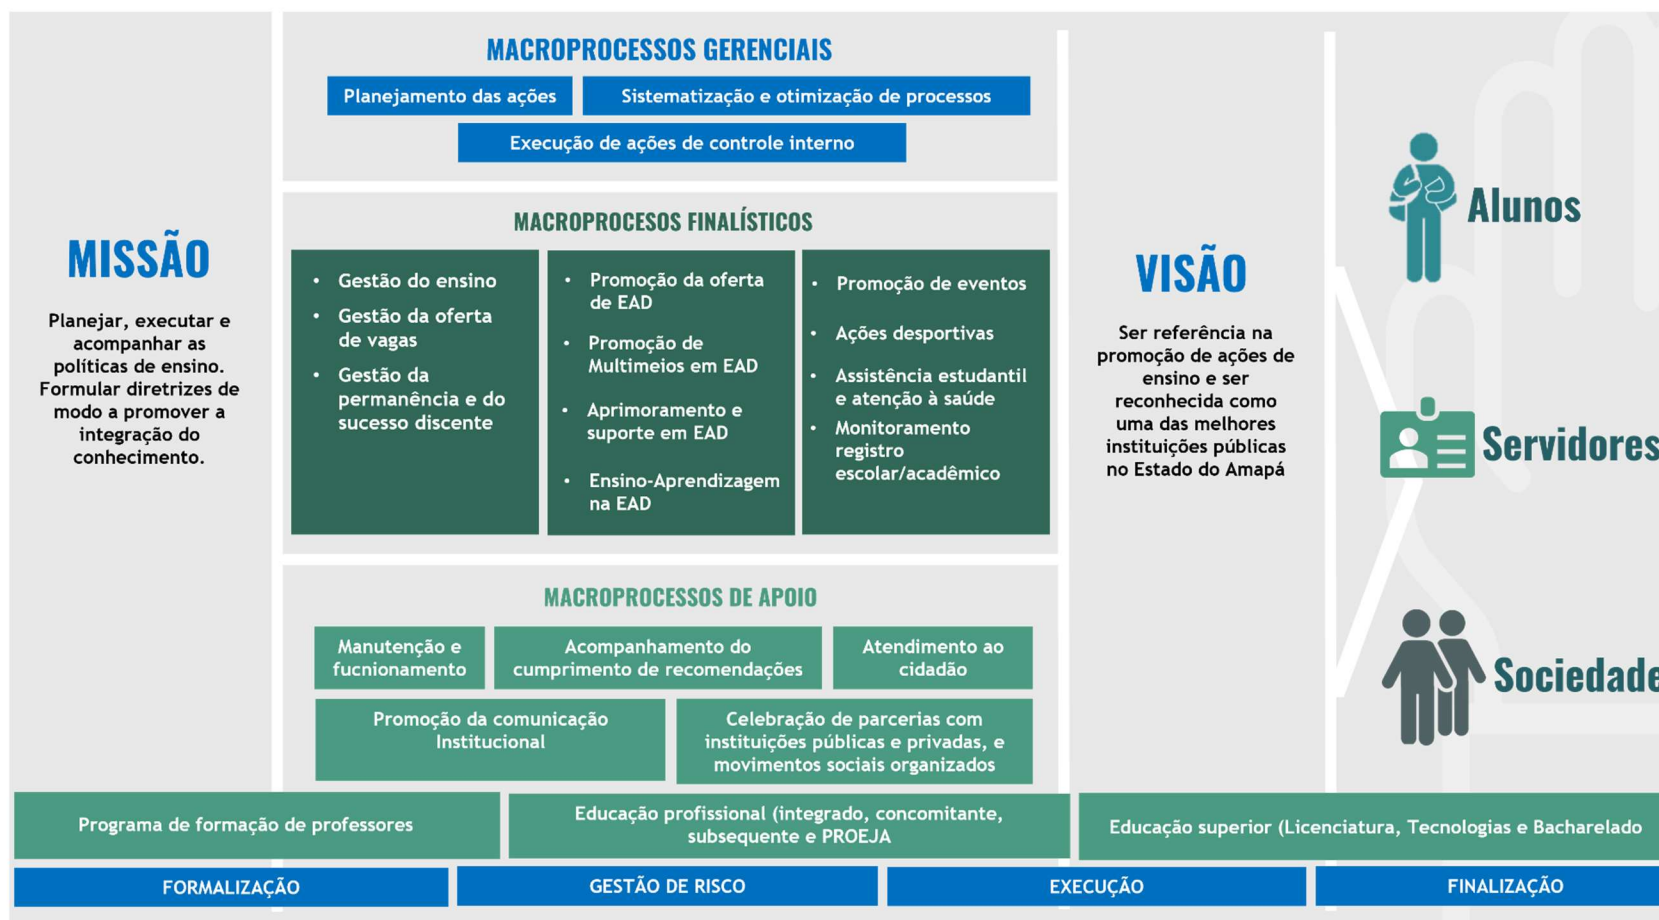 MACROPROCESSOS GERENCIAIS
Planejamento das ações
Sistematização e otimização de processos
Execução de ações de controle interno
MISSÃO
Planejar, executar e
acompanhar as
políticas de ensino.
Formular diretrizes de
modo a promover a
integração do
conhecimento.
MACROPROCESOS FINALÍSTICOS
• Gestão do ensino
• Gestão da oferta
de vagas
• Gestão da
permanência e do
sucesso discente
• Promoção da oferta
de EAD
• Promoção de
Multimeios em EAD
• Aprimoramento e
suporte em EAD
• Ensino-Aprendizagem
na EAD
• Promoção de eventos
• Ações desportivas
• Assistência estudantil
e atenção à saúde
• Monitoramento
registro
escolar/acadêmico
MACROPROCESSOS DE APOIO
Manutenção e
fucnionamento
Acompanhamento do
cumprimento de recomendações
Atendimento ao
cidadão
Promoção da comunicação
Institucional
Celebração de parcerias com
instituições públicas e privadas, e
movimentos sociais organizados
VISÃO
Ser referência na
promoção de ações de
ensino e ser
reconhecida como
uma das melhores
instituições públicas
no Estado do Amapá
Alunos
Servidores
Sociedade
Programa de formação de professores
Educação profissional (integrado, concomitante,
subsequente e PROEJA
Educação superior (Licenciatura, Tecnologias e Bacharelado
FORMALIZAÇÃO
GESTÃO DE RISCO
EXECUÇÃO
FINALIZAÇÃO